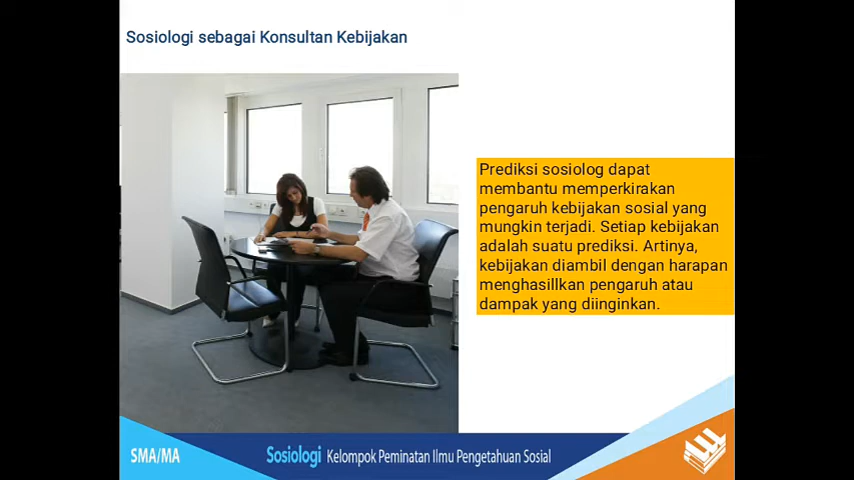 Sosiologi sebagai Konsultan Kebijakan
Prediksi sosiolog dapat
membantu memperkirakan
pengaruh kebijakan sosial yang
mungkin terjadi. Setiap kebijakan
adalah suatu prediksi. Artinya,
kebijakan diambil dengan harapan
menghasillkan pengaruh atau
dampak yang diinginkan.
SMA/MA
Sosiologi Kelompok Peminatan Ilmu Pengetahuan Sosial